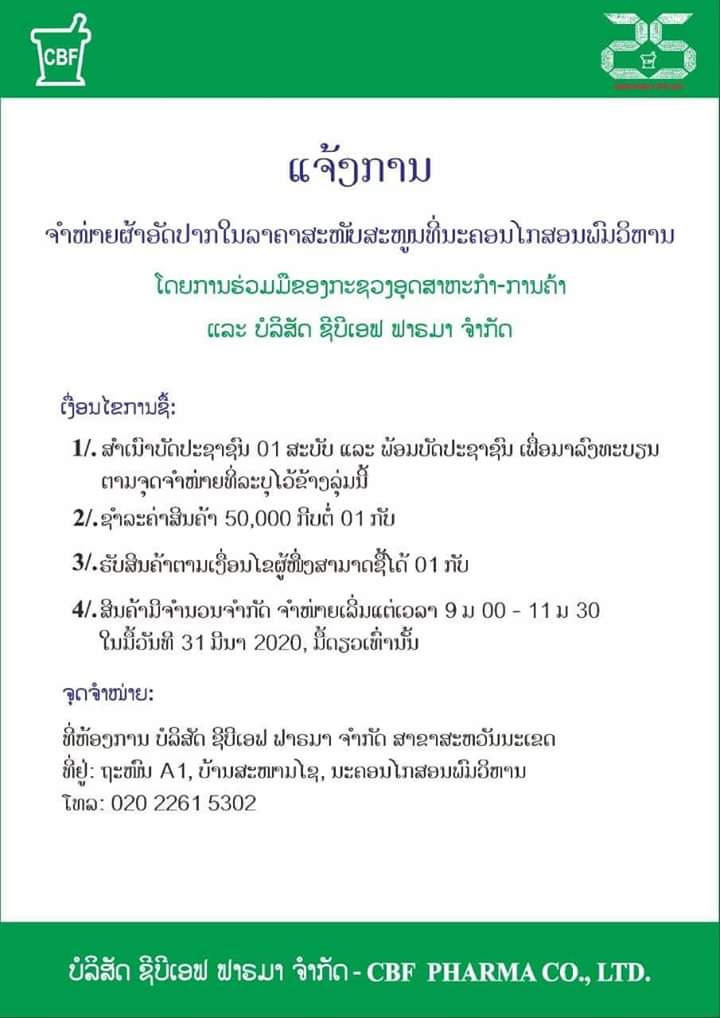 CBF
25
ແຈ້ງການ
ຈຳໜ່າຍຜ້າອັດປາກໃນລາຄາສະໜັບສະໜູນທີ່ນະຄອນໄກສອນພົມວິຫານ
ໂດຍການຮ່ວມມືຂອງກະຊວງອຸດສາຫະກຳ-ການຄ້າ
ແລະ ບໍລິສັດ ຊີບີເອຟ ຟາຣມາ ຈຳກັດ
ເງື່ອນໄຂການຊື້:
1/. ສຳເນົາບັດປະຊາຊົນ 01 ສະບັບ ແລະ ພ້ອມບັດປະຊາຊົນ ເພື່ອມາລົງທະບຽນ
ຕາມຈຸດຈຳໜ່າຍທີ່ລະບຸໄວ້ຂ້າງລຸ່ມນີ້
2/. ຊຳລະຄ່າສິນຄ້າ 50,000 ກີບຕໍ່ 01 ກັບ
3/. ຮັບສິນຄ້າຕາມເງື່ອນໄຂຜູ້ໜຶ່ງສາມາດຊື້ໄດ້ 01 ກັບ
4/. ສິນຄ້າມີຈຳນວນຈຳກັດ ຈຳໜ່າຍເລີ່ມແຕ່ເວລາ 9 ມ 00 - 11 ມ 30
ໃນມື້ວັນທີ 31 ມີນາ 2020, ມື້ດຽວເທົ່ານັ້ນ
ຈຸດຈຳໜ່າຍ:
ທີ່ຫ້ອງການ ບໍລິສັດ ຊີບີເອຟ ຟາຣມາ ຈຳກັດ ສາຂາສະຫວັນນະເຂດ
ທີ່ຢູ່: ຖະໜົນ A1, ບ້ານສະໜາມໄຊ, ນະຄອນໄກສອນພົມວິຫານ
ໂທລ: 020 2261 5302
ບໍລິສັດ ຊີບີເອຟ ຟາຣມາ ຈຳກັດ - CBF PHARMA CO., LTD.